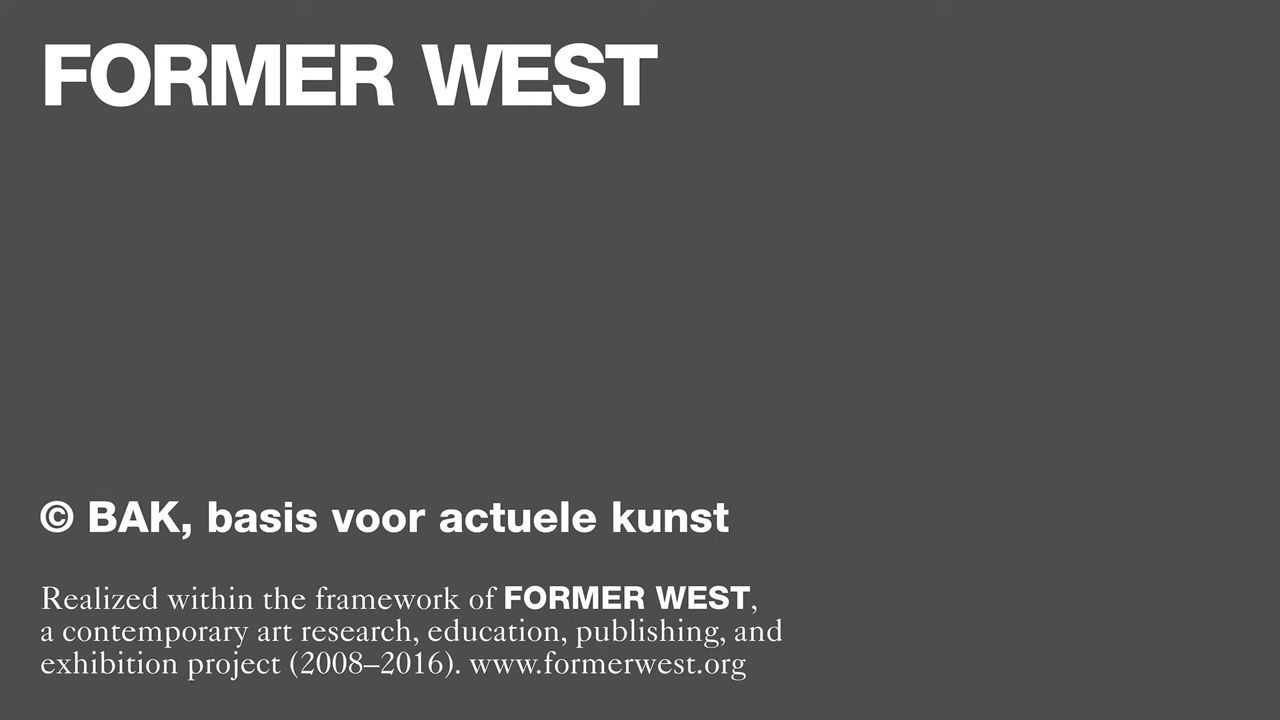 FORMER WEST
© BAK, basis voor actuele kunst
Realized within the framework of FORMER WEST,
a contemporary art research, education, publishing, and
exhibition project (2008–2016). www.formerwest.org